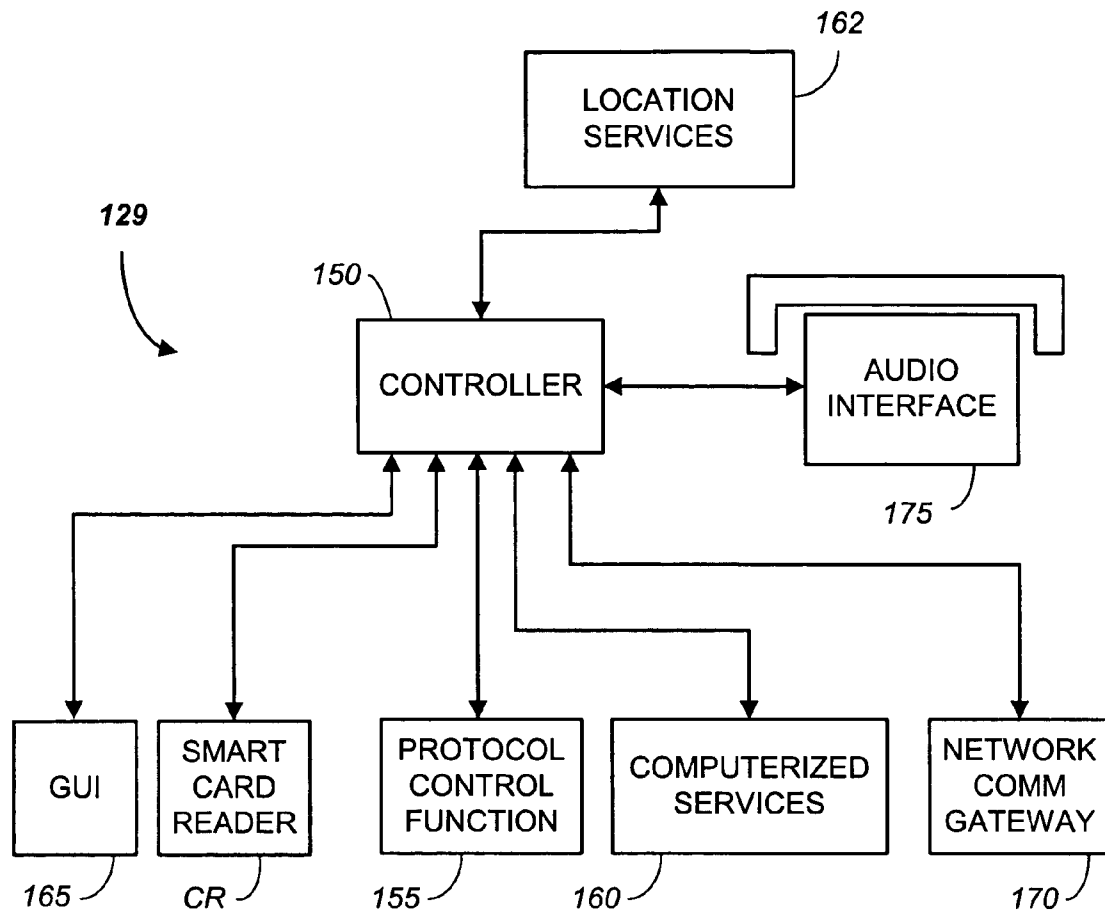 162
LOCATION
SERVICES
129
150
CONTROLLER
AUDIO
INTERFACE
175
GUI
SMART
CARD
READER
PROTOCOL
CONTROL
FUNCTION
COMPUTERIZED
SERVICES
NETWORK
COMM
GATEWAY
165
CR
155
160
170